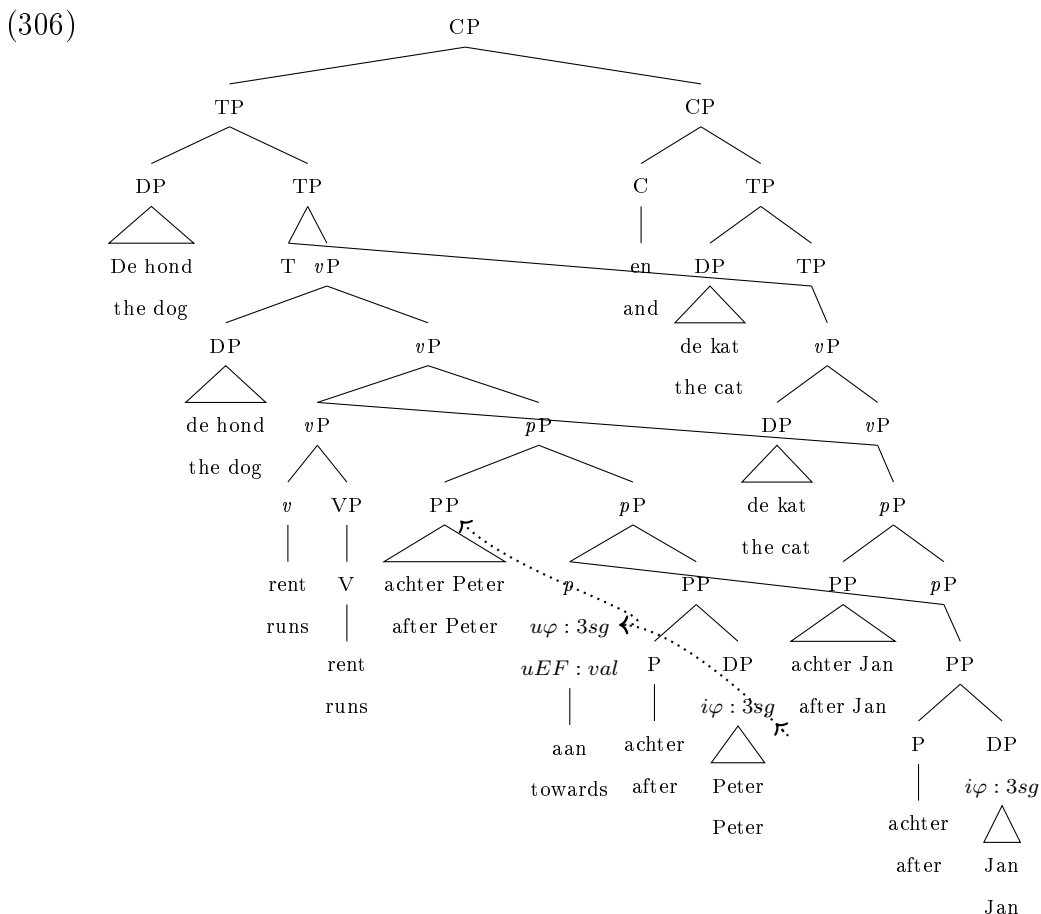 (306)
CP
TP CP
DP TP C TP
De hond T vP en DP TP
the dog and
DP vP de kat vP
the cat
de hond vP pP DP vP
the dog
v VP PP pP de kat pP
the cat
rent V achter Peter p PP PP pP
runs after Peter uφ : 3sg
rent uEF : val P DP achter Jan PP
runs iφ : 3sg after Jan
aan achter P DP
towards after Peter iφ : 3sg
Peter achter
after Jan
Jan